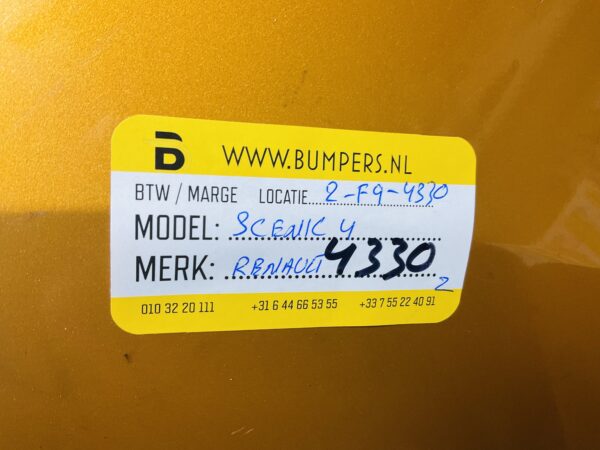 B WWW.BUMPERS.NL
BTW / MARGE LOCATIE 2-F9-4330
MODEL: SCENIC 4
MERK: RENAULT 4330
2
010 32 20 111 +31 6 44 66 53 55 +33 7 55 22 40 91